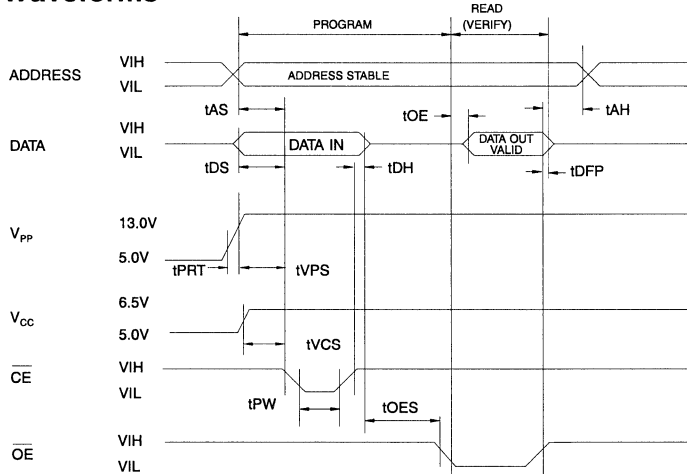 Waveforms
READ
PROGRAM (VERIFY)
ADDRESS VIH VIL ADDRESS STABLE
tAS tOE tAH
DATA VIH VIL DATA IN DATA OUT VALID
tDS tDH tDFP
VPP 13.0V 5.0V
tPRT tVPS
VCC 6.5V 5.0V
tVCS
CE VIH VIL
tPW tOES
OE VIH VIL